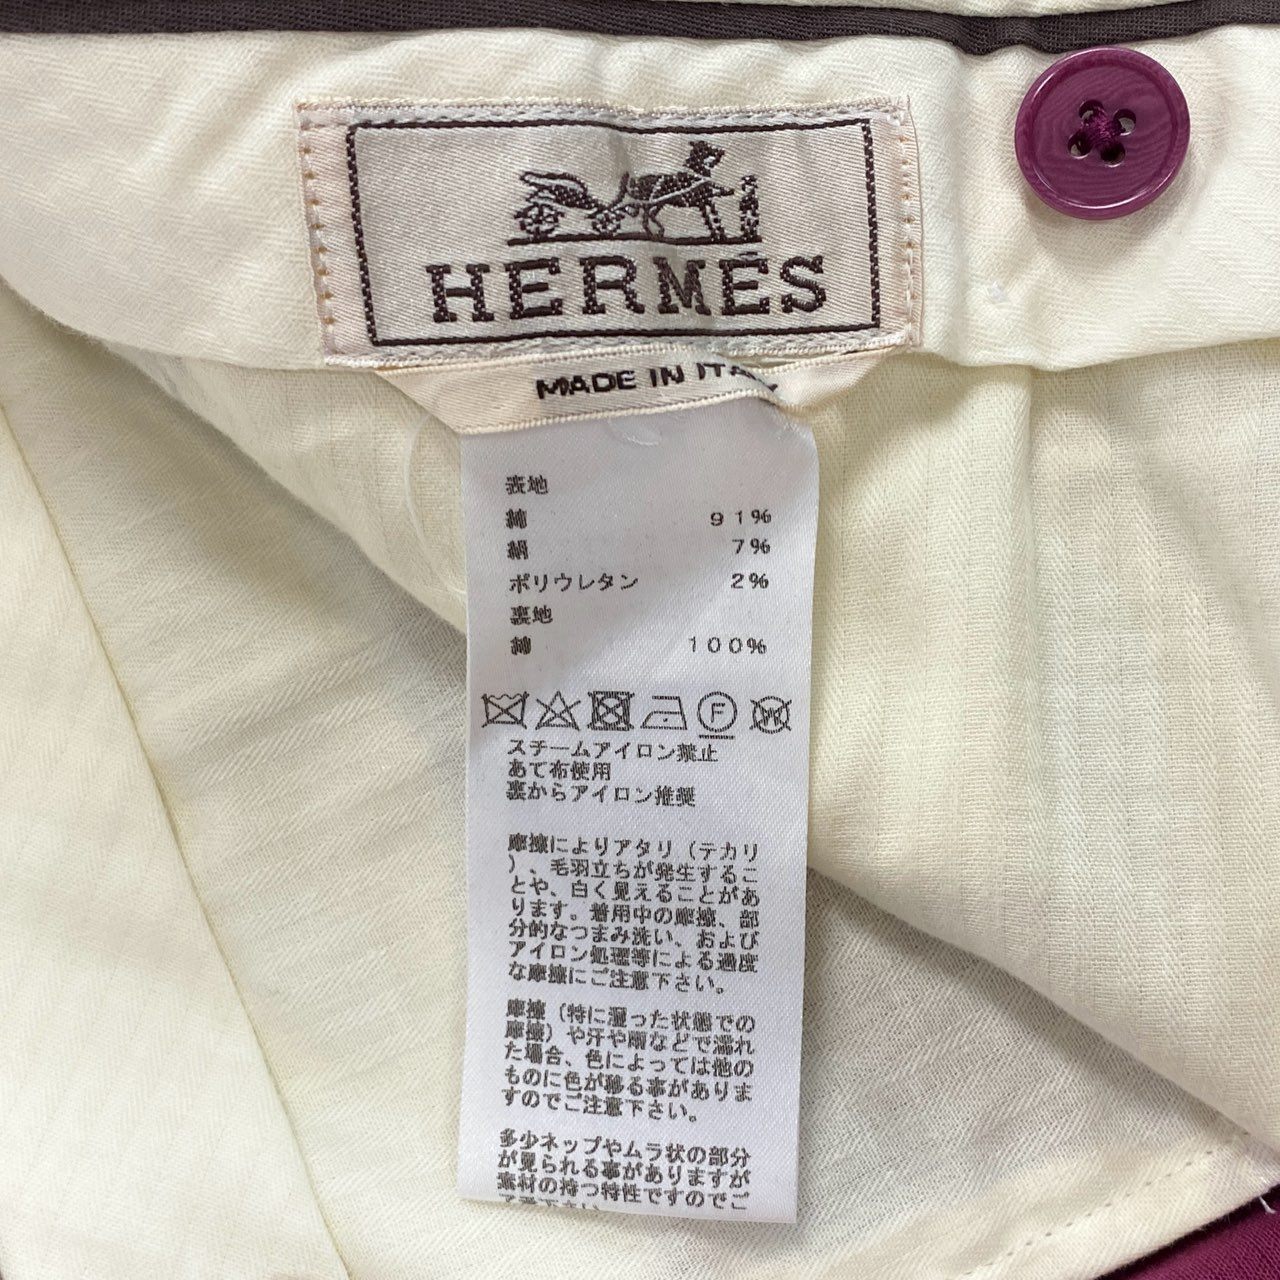 HERMÈS
MADE IN ITALY
表地
綿 91%
絹 7%
ポリウレタン 2%
裏地
綿 100%
F
W
スチームアイロン禁止
あて布使用
裏からアイロン推奨
摩擦によりアタリ(テカリ
)、毛羽立ちが発生するこ
とや、白く見えることがあ
ります。着用中の摩擦、部
分的なつまみ洗い、および
アイロン処理等による過度
な摩擦にご注意下さい。
摩擦(特に湿った状態での
摩擦)や汗や雨などで濡れ
た場合、色によっては他の
ものに色が移る事がありま
すのでご注意下さい。
多少ネップやムラ状の部分
が見られる事がありますが
素材の持つ特性ですのでご